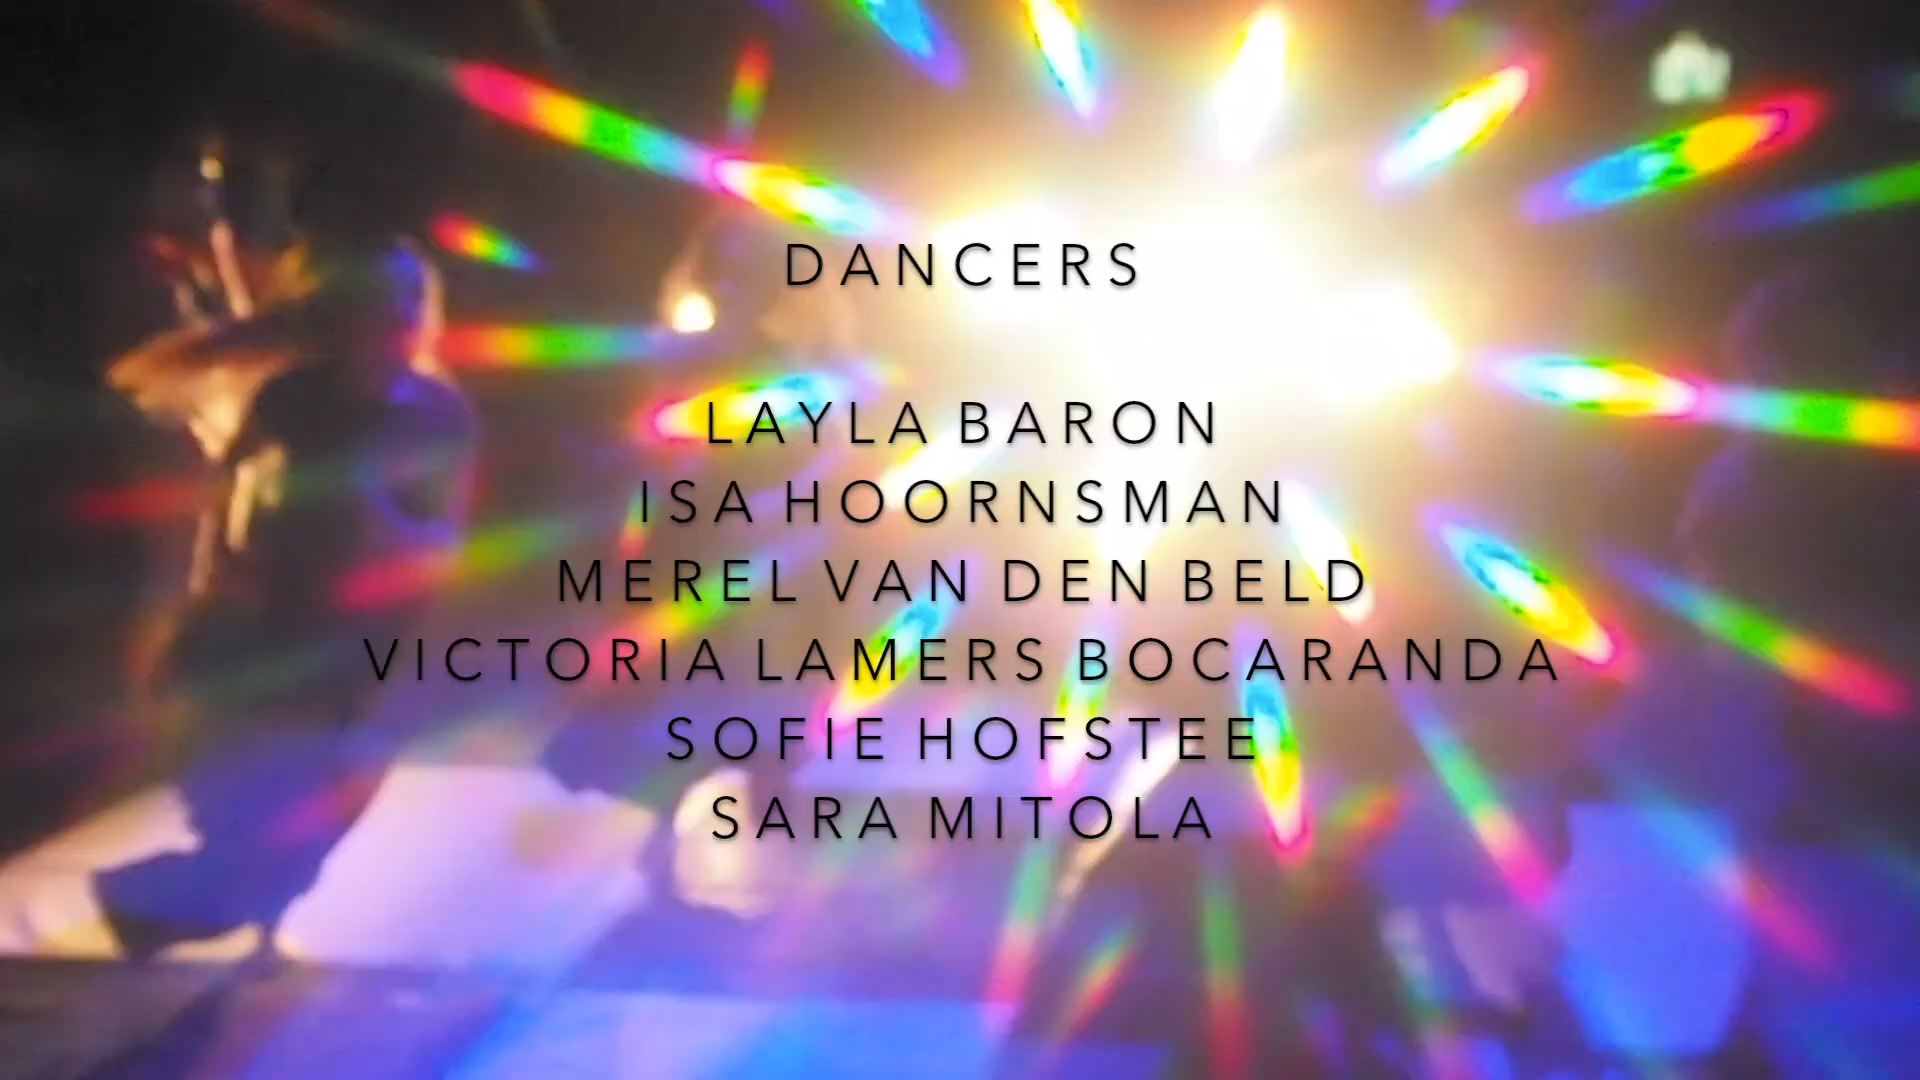 DANCERS
LAYLA BARON
ISA HOORNSMAN
MEREL VAN DEN BELD
VICTORIA LAMERS BOCARANDA
SOFIE HOFSTEE
SARA MITOLA